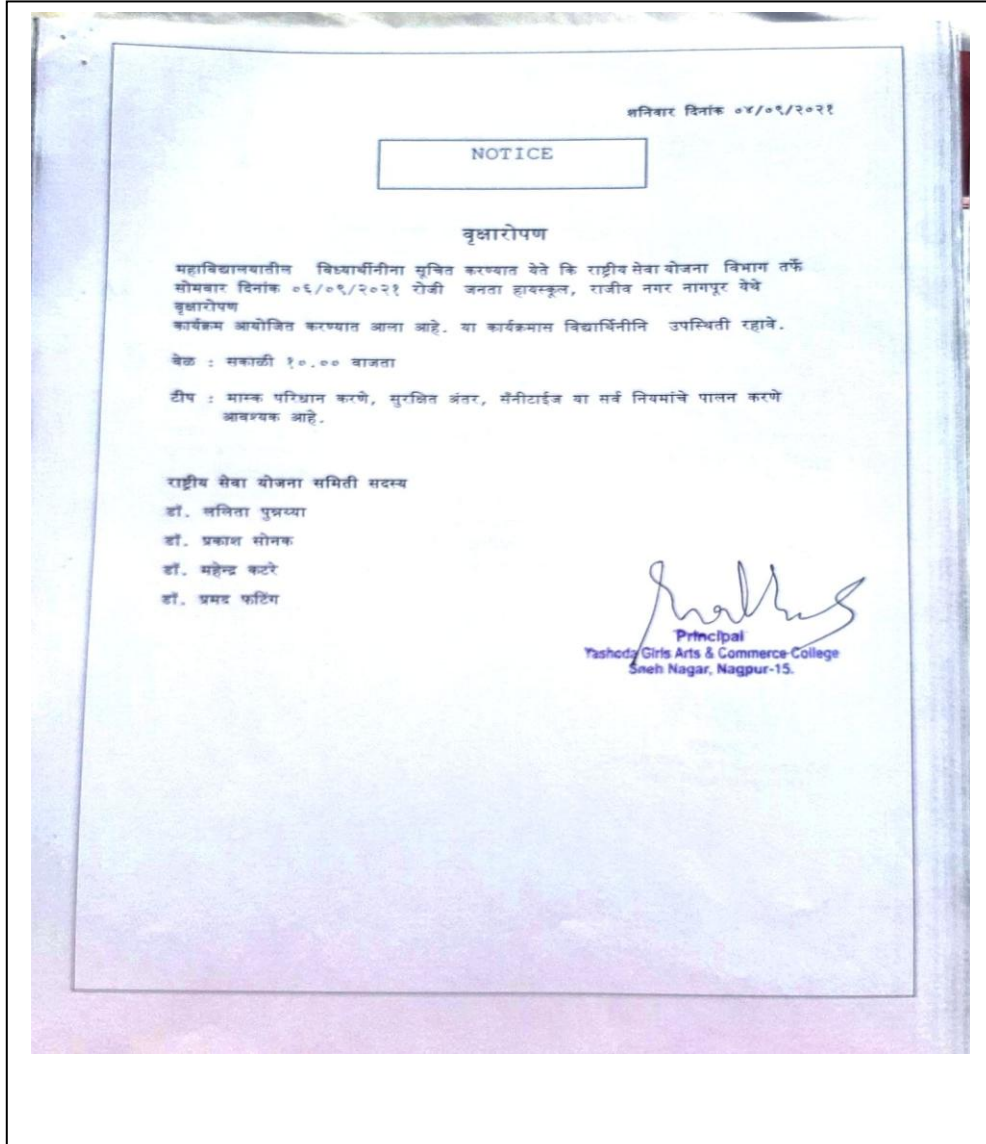 शनिवार दिनांक ०४/०९/२०२१
NOTICE
वृक्षारोपण
महाविद्यालयातील विध्यार्थीनीना सूचित करण्यात येते कि राष्ट्रीय सेवा योजना विभाग तर्फे
सोमवार दिनांक ०६/०९/२०२१ रोजी जनता हायस्कूल, राजीव नगर नागपूर येथे
वृक्षारोपण
कार्यक्रम आयोजित करण्यात आला आहे. या कार्यक्रमास विद्यार्थिनीनि उपस्थिती रहावे.
वेळ : सकाळी १०.०० वाजता
टीप : मास्क परिधान करणे, सुरक्षित अंतर, सॅनीटाईज या सर्व नियमांचे पालन करणे
आवश्यक आहे.
राष्ट्रीय सेवा योजना समिती सदस्य
डॉ. ललिता पुन्नय्या
डॉ. प्रकाश सोनक
डॉ. महेन्द्र कटरे
डॉ. प्रमद फटिंग
Principal
Yashoda Girls Arts & Commerce College
Sneh Nagar, Nagpur-15.